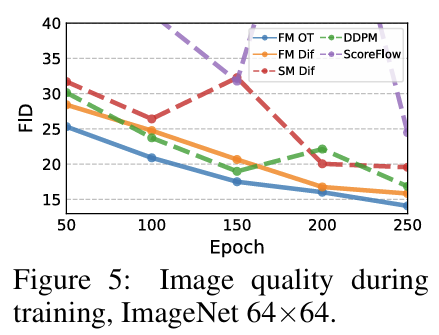 40
35
30
25
20
15
FID
50 100 150 200 250
Epoch
FM OT
FM Dif
SM Dif
DDPM
ScoreFlow
Figure 5: Image quality during
training, ImageNet 64×64.